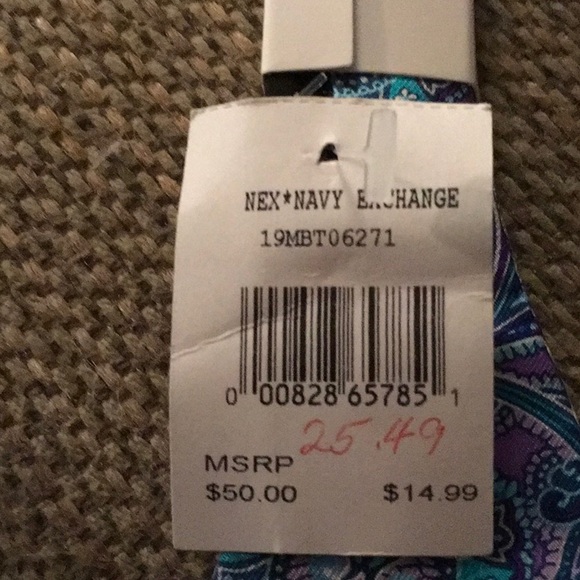 NEX*NAVY EXCHANGE
19MBT06271
0 00828 65785 1
25.49
MSRP
$50.00 $14.99